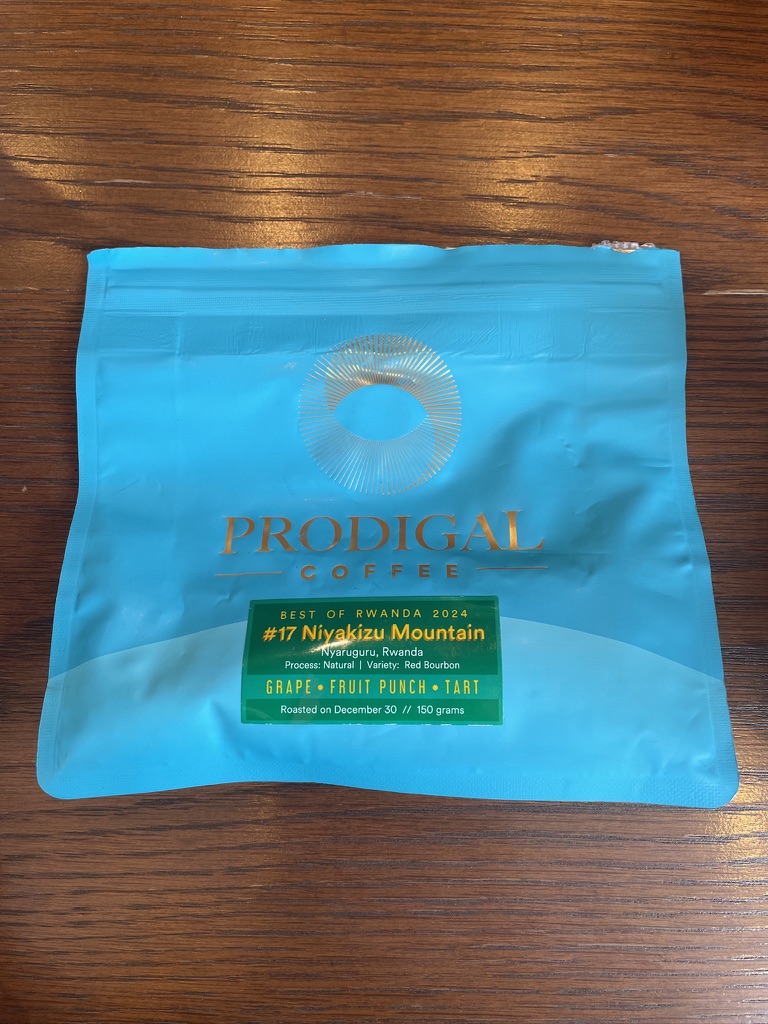 PRODIGAL
COFFEE
BEST OF RWANDA 2024
#17 Niyakizu Mountain
Nyaruguru, Rwanda
Process: Natural | Variety: Red Bourbon
GRAPE • FRUIT PUNCH • TART
Roasted on December 30 // 150 grams